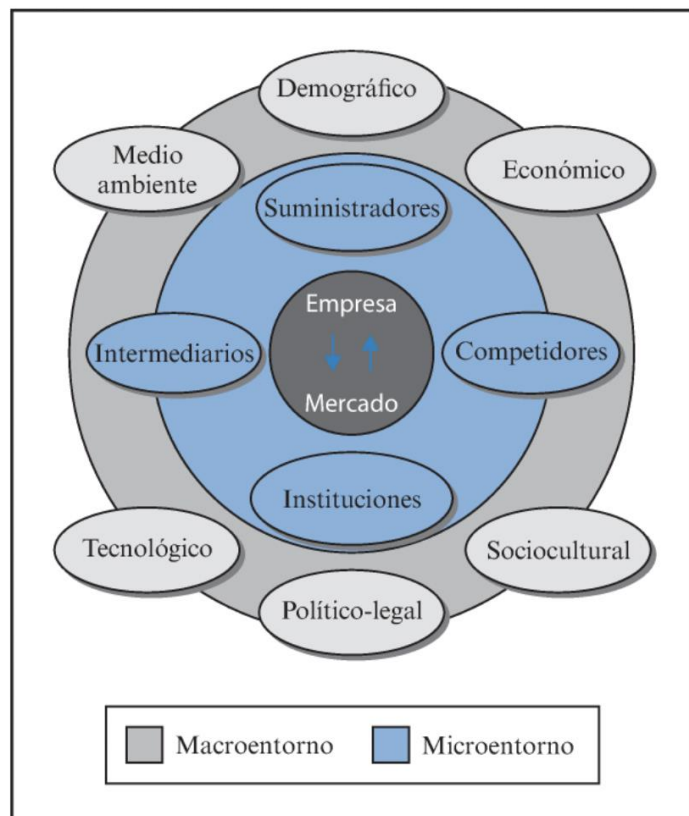 Demográfico
Medio
ambiente
Económico
Suministradores
Empresa
Intermediarios
Competidores
Mercado
Instituciones
Tecnológico
Sociocultural
Político-legal
Macroentorno
Microentorno